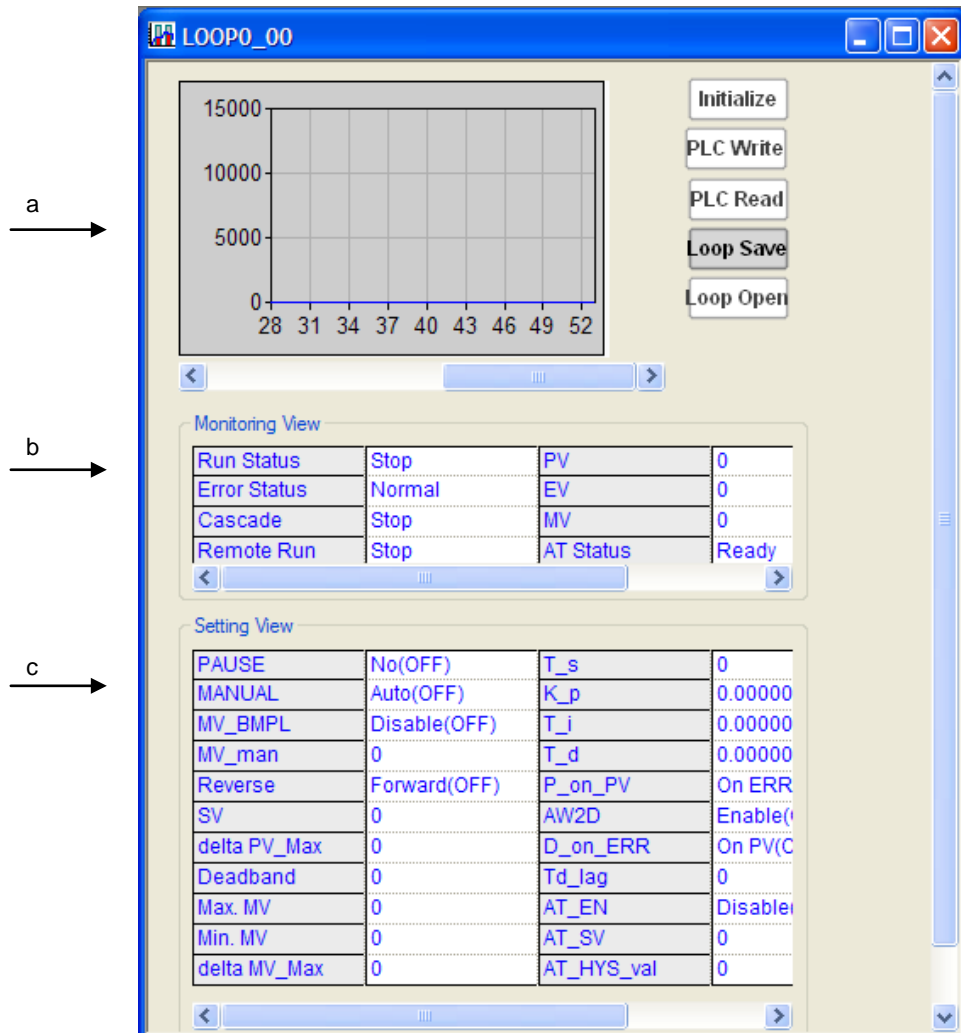 LOOP0_00
15000
10000
5000
0
28 31 34 37 40 43 46 49 52
Initialize
PLC Write
PLC Read
Loop Save
Loop Open
a
Monitoring View
b
Run Status Stop PV 0
Error Status Normal EV 0
Cascade Stop MV 0
Remote Run Stop AT Status Ready
Setting View
c
PAUSE No(OFF) T_s 0
MANUAL Auto(OFF) K_p 0.00000
MV_BMPL Disable(OFF) T_i 0.00000
MV_man 0 T_d 0.00000
Reverse Forward(OFF) P_on_PV On ERR
SV 0 AW2D Enable(
delta PV_Max 0 D_on_ERR On PV(O
Deadband 0 Td_lag 0
Max. MV 0 AT_EN Disable(
Min. MV 0 AT_SV 0
delta MV_Max 0 AT_HYS_val 0